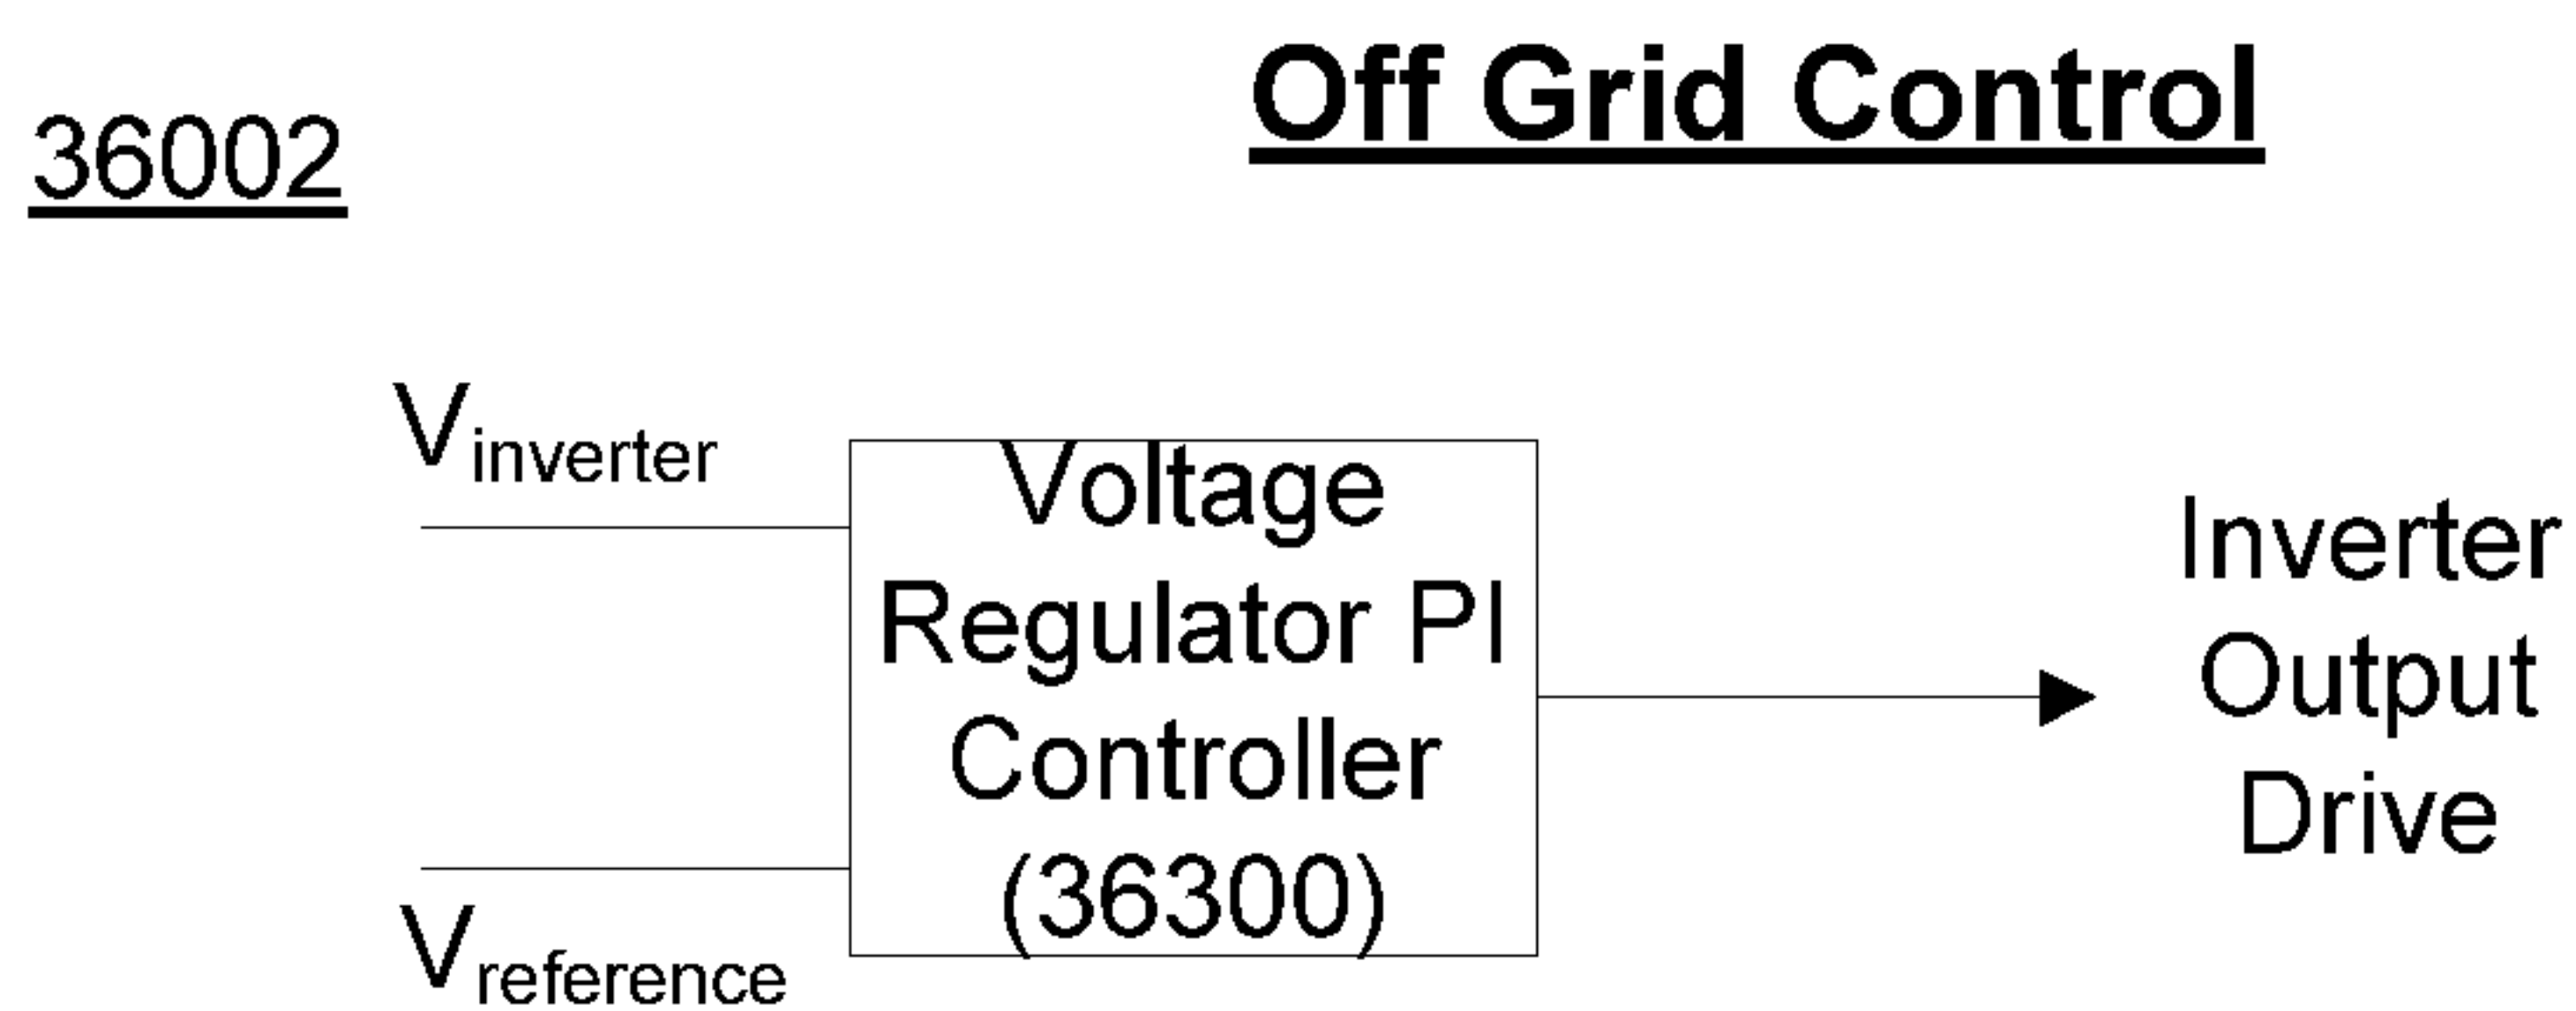 Off Grid Control
36002
Vinverter
Voltage
Regulator PI
Controller
(36300)
Vreference
Inverter
Output
Drive